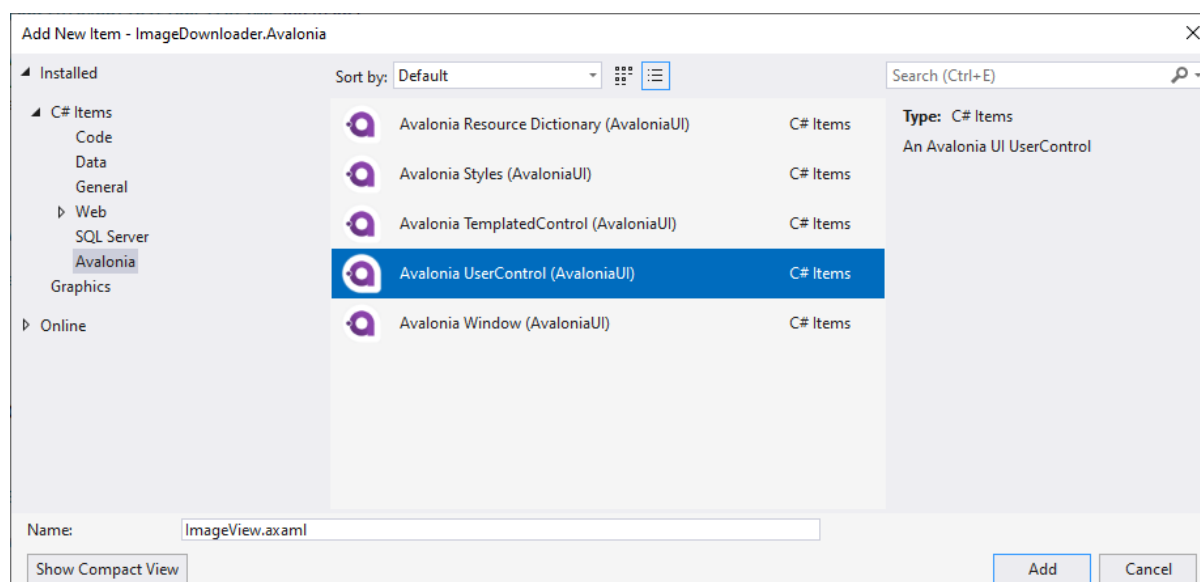 Add New Item - ImageDownloader.Avalonia
Installed
C# Items
Code
Data
General
Web
SQL Server
Avalonia
Graphics
Online
Sort by: Default
Avalonia Resource Dictionary (AvaloniaUI) C# Items
Avalonia Styles (AvaloniaUI) C# Items
Avalonia TemplatedControl (AvaloniaUI) C# Items
Avalonia UserControl (AvaloniaUI) C# Items
Avalonia Window (AvaloniaUI) C# Items
Search (Ctrl+E)
Type: C# Items
An Avalonia UI UserControl
Name: ImageView.axaml
Show Compact View
Add Cancel